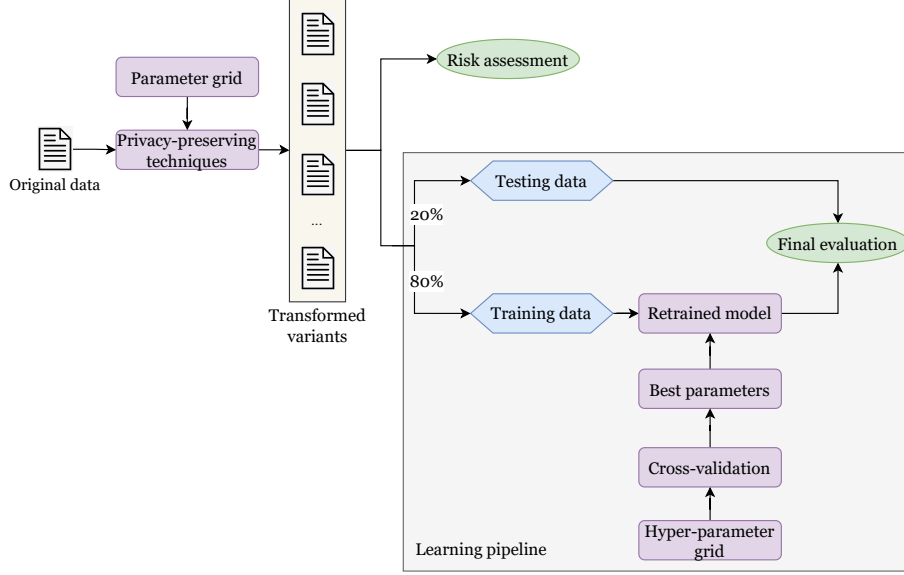 Risk assessment
Parameter grid
Privacy-preserving
techniques
Original data
...
Transformed
variants
Testing data
20%
Final evaluation
80%
Training data
Retrained model
Best parameters
Cross-validation
Hyper-parameter
grid
Learning pipeline